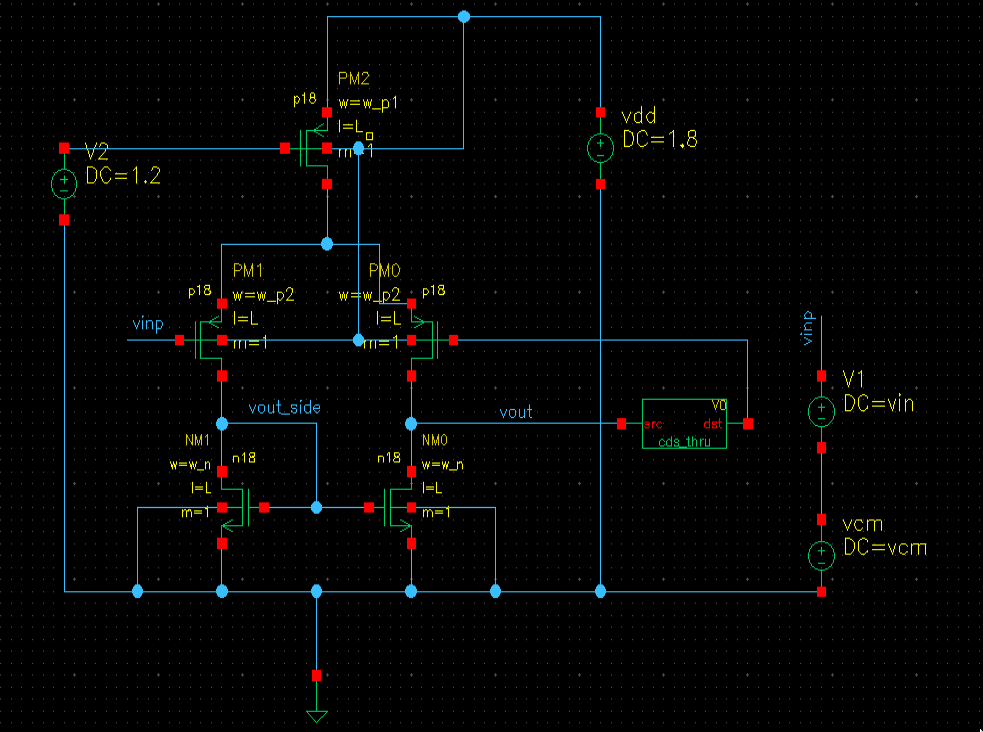 PM2
p18
w=w_p1
l=L
m=1
vdd
DC=1.8
V2
DC=1.2
PM1
PM0
p18
w=w_p2
w=w_p2
p18
l=L
l=L
vinp
m=1
m=1
vinp
V1
DC=vin
vout_side
vout
V0
src
dst
cds_thru
NM1
n18
n18
NM0
w=w_n
w=w_n
l=L
l=L
m=1
m=1
vcm
DC=vcm